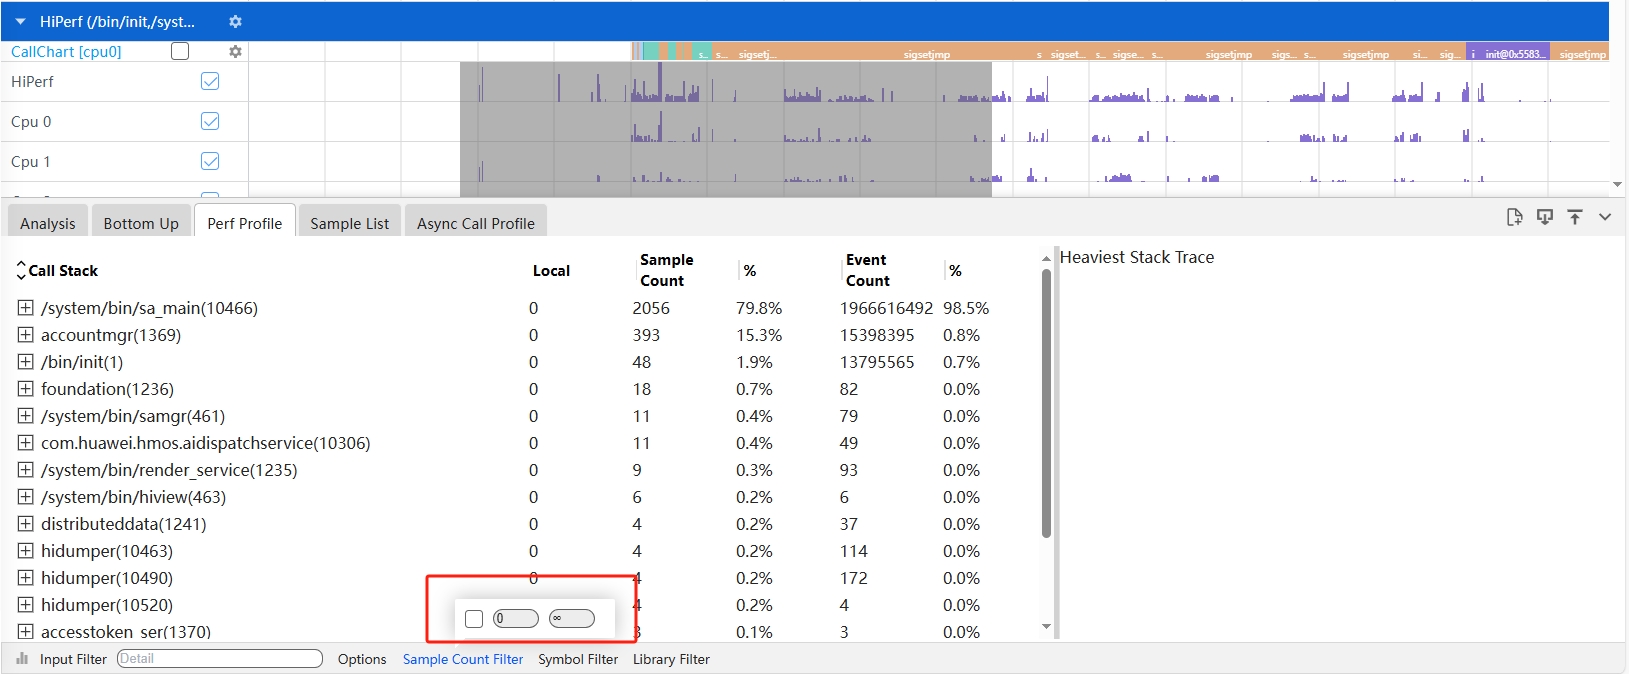 HiPerf (/bin/init,/syst...
CallChart [cpu0]
s... s... sigsetj... sigsetjmp s sigset... s... sigse... s... sigsetjmp sigs... s... sigsetjmp si... sig... i init@0x5583... sigsetjmp
HiPerf
Cpu 0
Cpu 1
Analysis Bottom Up Perf Profile Sample List Async Call Profile
Call Stack Local Sample Count % Event Count % Heaviest Stack Trace
/system/bin/sa_main(10466) 0 2056 79.8% 1966616492 98.5%
accountmgr(1369) 0 393 15.3% 15398395 0.8%
/bin/init(1) 0 48 1.9% 13795565 0.7%
foundation(1236) 0 18 0.7% 82 0.0%
/system/bin/samgr(461) 0 11 0.4% 79 0.0%
com.huawei.hmos.aidispatchservice(10306) 0 11 0.4% 49 0.0%
/system/bin/render_service(1235) 0 9 0.3% 93 0.0%
/system/bin/hiview(463) 0 6 0.2% 6 0.0%
distributeddata(1241) 0 4 0.2% 37 0.0%
hidumper(10463) 0 4 0.2% 114 0.0%
hidumper(10490) 0 4 0.2% 172 0.0%
hidumper(10520) 4 0.2% 4 0.0%
0 ∞
accesstoken_ser(1370) 3 0.1% 3 0.0%
Input Filter Detail Options Sample Count Filter Symbol Filter Library Filter